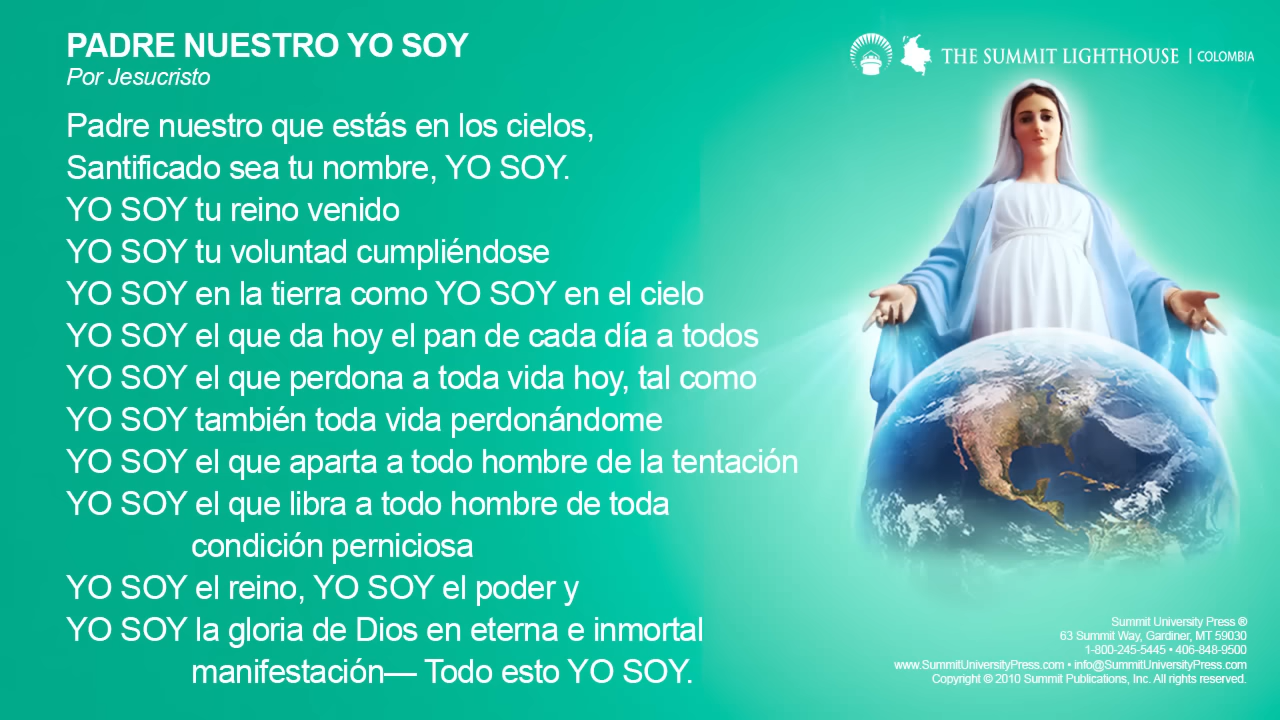 PADRE NUESTRO YO SOY
Por Jesucristo
Padre nuestro que estás en los cielos,
Santificado sea tu nombre, YO SOY.
YO SOY tu reino venido
YO SOY tu voluntad cumpliéndose
YO SOY en la tierra como YO SOY en el cielo
YO SOY el que da hoy el pan de cada día a todos
YO SOY el que perdona a toda vida hoy, tal como
YO SOY también toda vida perdonándome
YO SOY el que aparta a todo hombre de la tentación
YO SOY el que libra a todo hombre de toda
condición perniciosa
YO SOY el reino, YO SOY el poder y
YO SOY la gloria de Dios en eterna e inmortal
manifestación— Todo esto YO SOY.
THE SUMMIT LIGHTHOUSE | COLOMBIA
Summit University Press ®
63 Summit Way, Gardiner, MT 59030
1-800-245-5445 • 406-848-9500
www.SummitUniversityPress.com • info@SummitUniversityPress.com
Copyright © 2010 Summit Publications, Inc. All rights reserved.